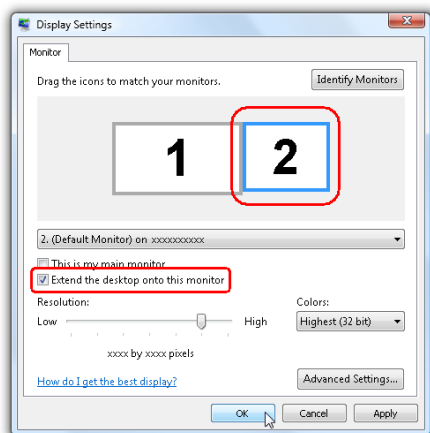 Display Settings
Monitor
Drag the icons to match your monitors.
Identify Monitors
1
2
2. (Default Monitor) on xxxxxxxxxx
This is my main monitor
Extend the desktop onto this monitor
Resolution:
Colors:
Low
High
Highest (32 bit)
xxxx by xxxx pixels
How do I get the best display?
Advanced Settings...
OK
Cancel
Apply